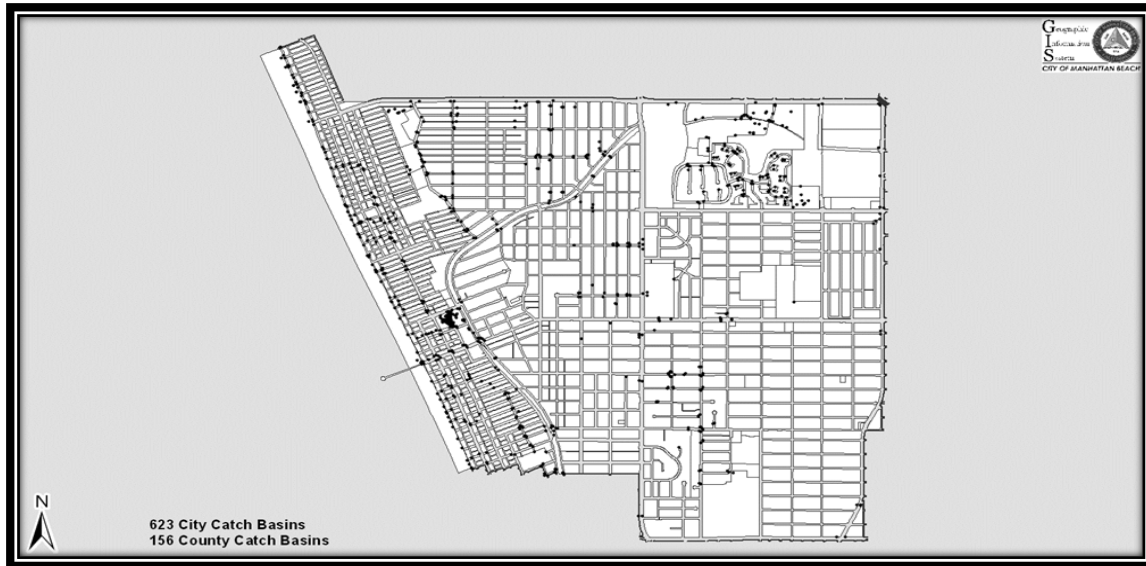 Geographic
Information
Systems
CITY OF MANHATTAN BEACH
N
623 City Catch Basins
156 County Catch Basins